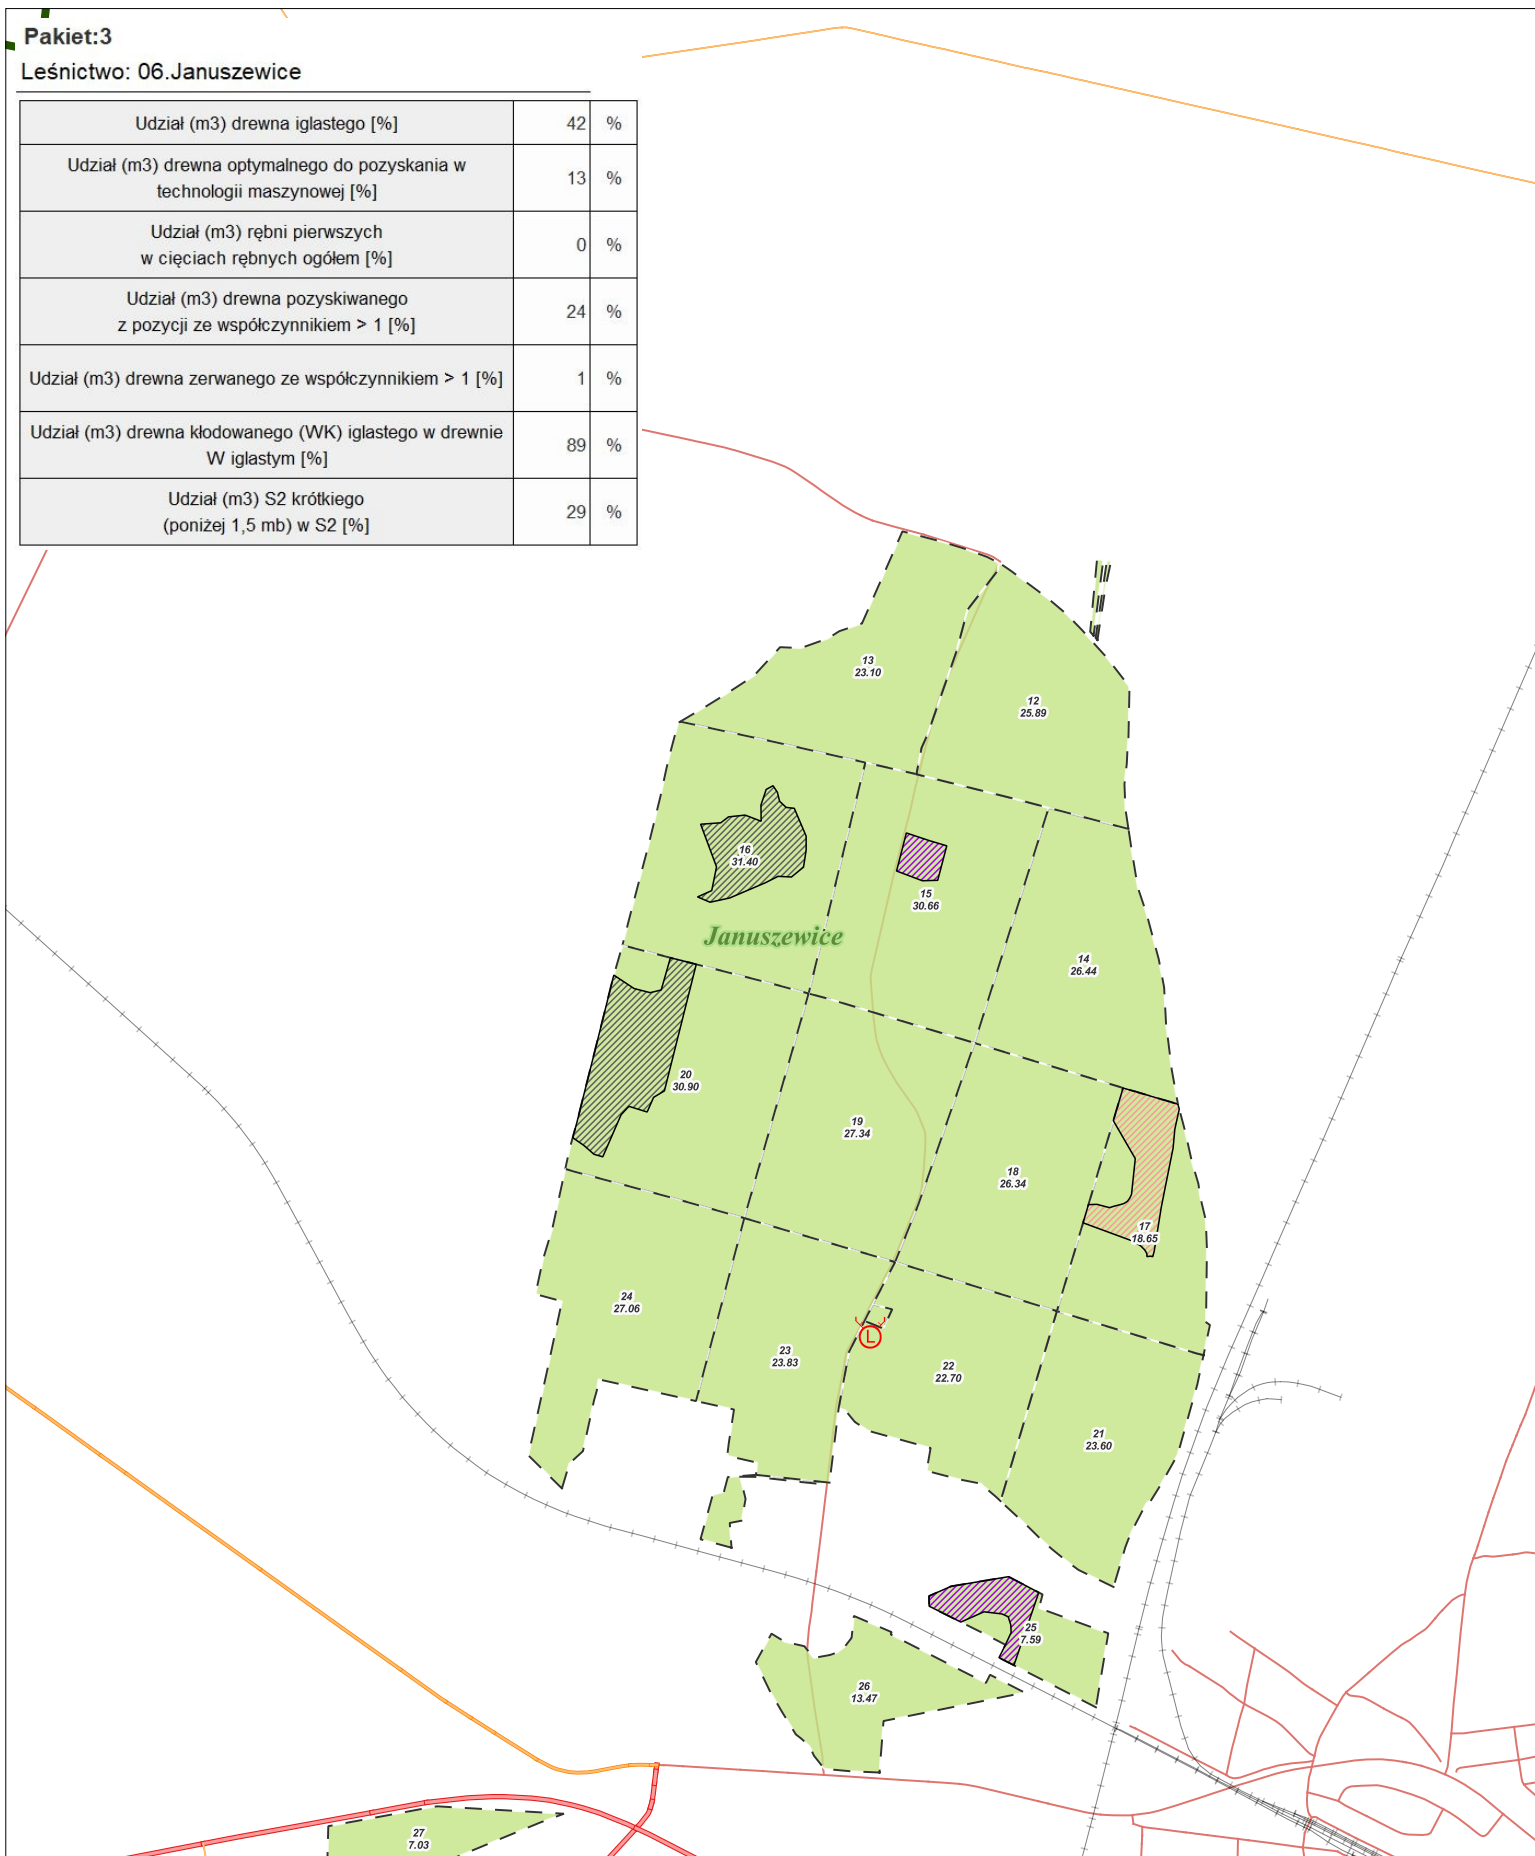 Pakiet:3
Leśnictwo: 06.Januszewice
Udział (m3) drewna iglastego [%] 42 %
Udział (m3) drewna optymalnego do pozyskania w
technologii maszynowej [%] 13 %
Udział (m3) rębni pierwszych
w cięciach rębnych ogółem [%] 0 %
Udział (m3) drewna pozyskiwanego
z pozycji ze współczynnikiem > 1 [%] 24 %
Udział (m3) drewna zerwanego ze współczynnikiem > 1 [%] 1 %
Udział (m3) drewna kłodowanego (WK) iglastego w drewnie
W iglastym [%] 89 %
Udział (m3) S2 krótkiego
(poniżej 1,5 mb) w S2 [%] 29 %
13
23.10
12
25.89
16
31.40
15
30.66
Januszewice
14
26.44
20
30.90
19
27.34
18
26.34
17
18.65
24
27.06
L
23
23.83
22
22.70
21
23.60
25
7.59
26
13.47
27
7.03